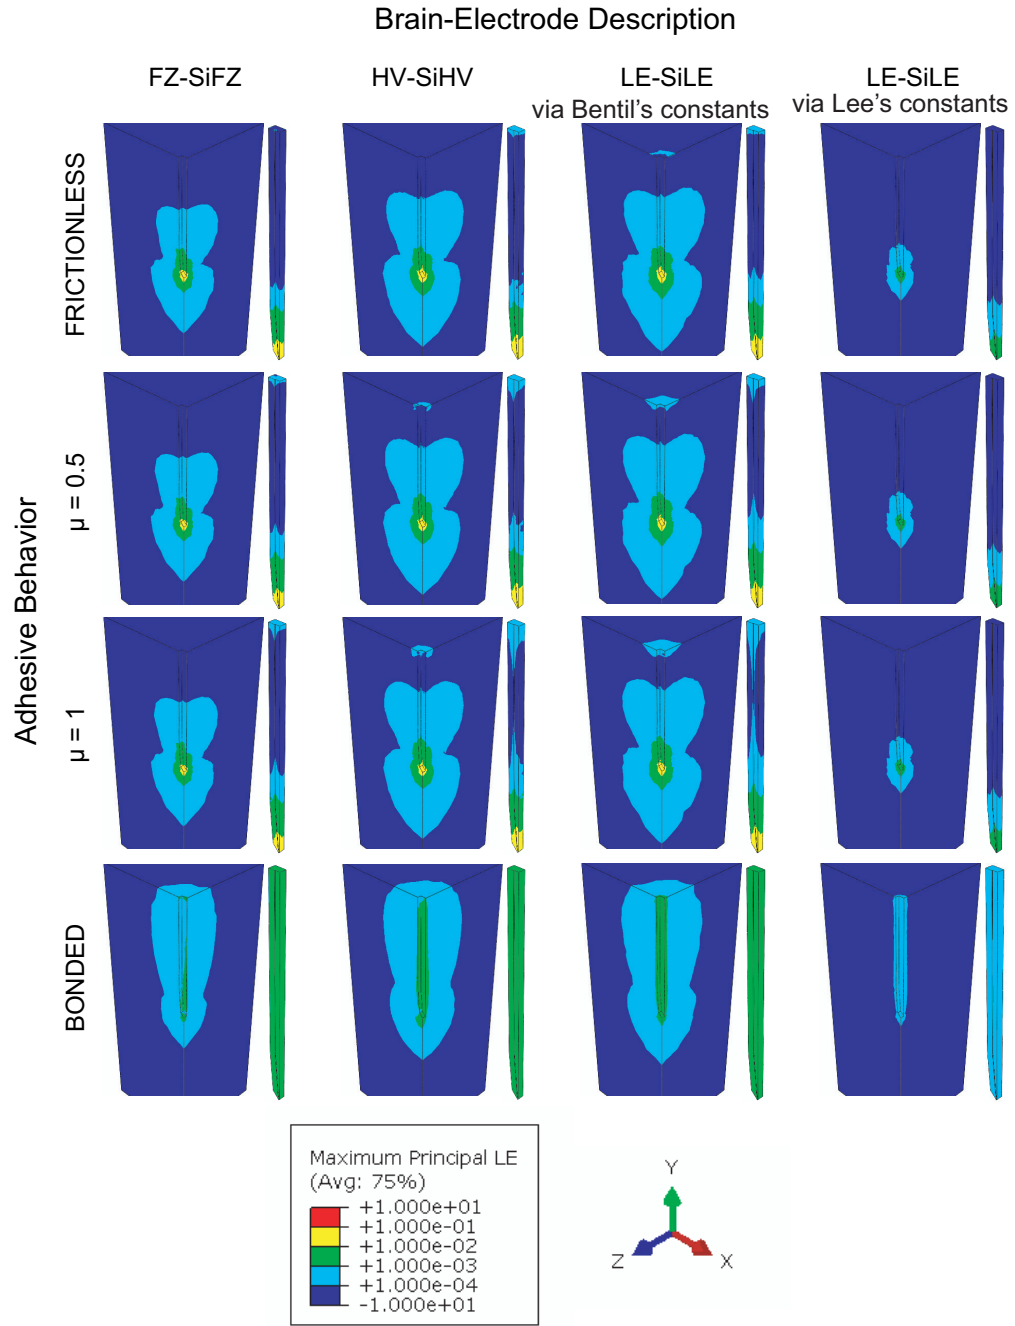 Brain-Electrode Description
FZ-SiFZ
HV-SiHV
LE-SiLE
via Bentil's constants
LE-SiLE
via Lee's constants
Adhesive Behavior
FRICTIONLESS
μ = 0.5
μ = 1
BONDED
Maximum Principal LE
(Avg: 75%)
+1.000e+01
+1.000e-01
+1.000e-02
+1.000e-03
+1.000e-04
-1.000e+01
Y
Z
X